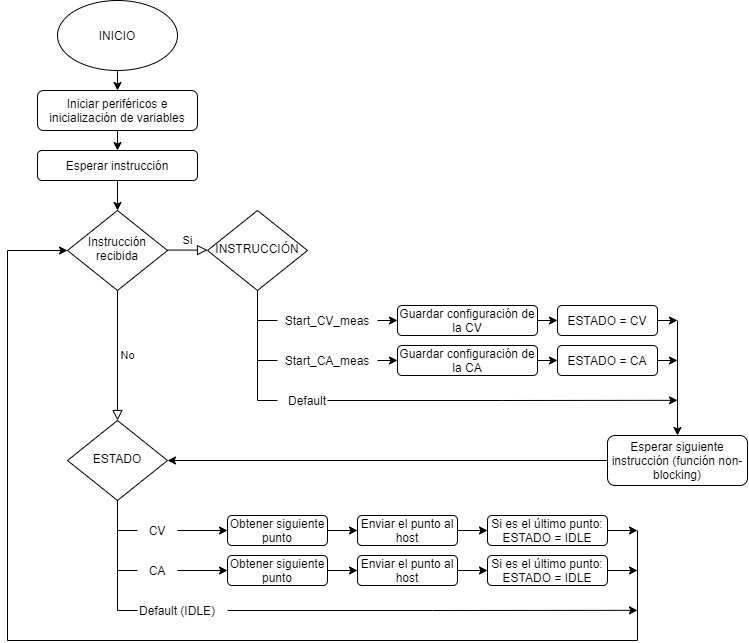 INICIO
Iniciar periféricos e
inicialización de variables
Esperar instrucción
Instrucción
recibida
Si
INSTRUCCIÓN
No
Start_CV_meas
Guardar configuración de
la CV
ESTADO = CV
Start_CA_meas
Guardar configuración de
la CA
ESTADO = CA
Default
Esperar siguiente
instrucción (función non-
blocking)
ESTADO
CV
Obtener siguiente
punto
Enviar el punto al
host
Si es el último punto:
ESTADO = IDLE
CA
Obtener siguiente
punto
Enviar el punto al
host
Si es el último punto:
ESTADO = IDLE
Default (IDLE)